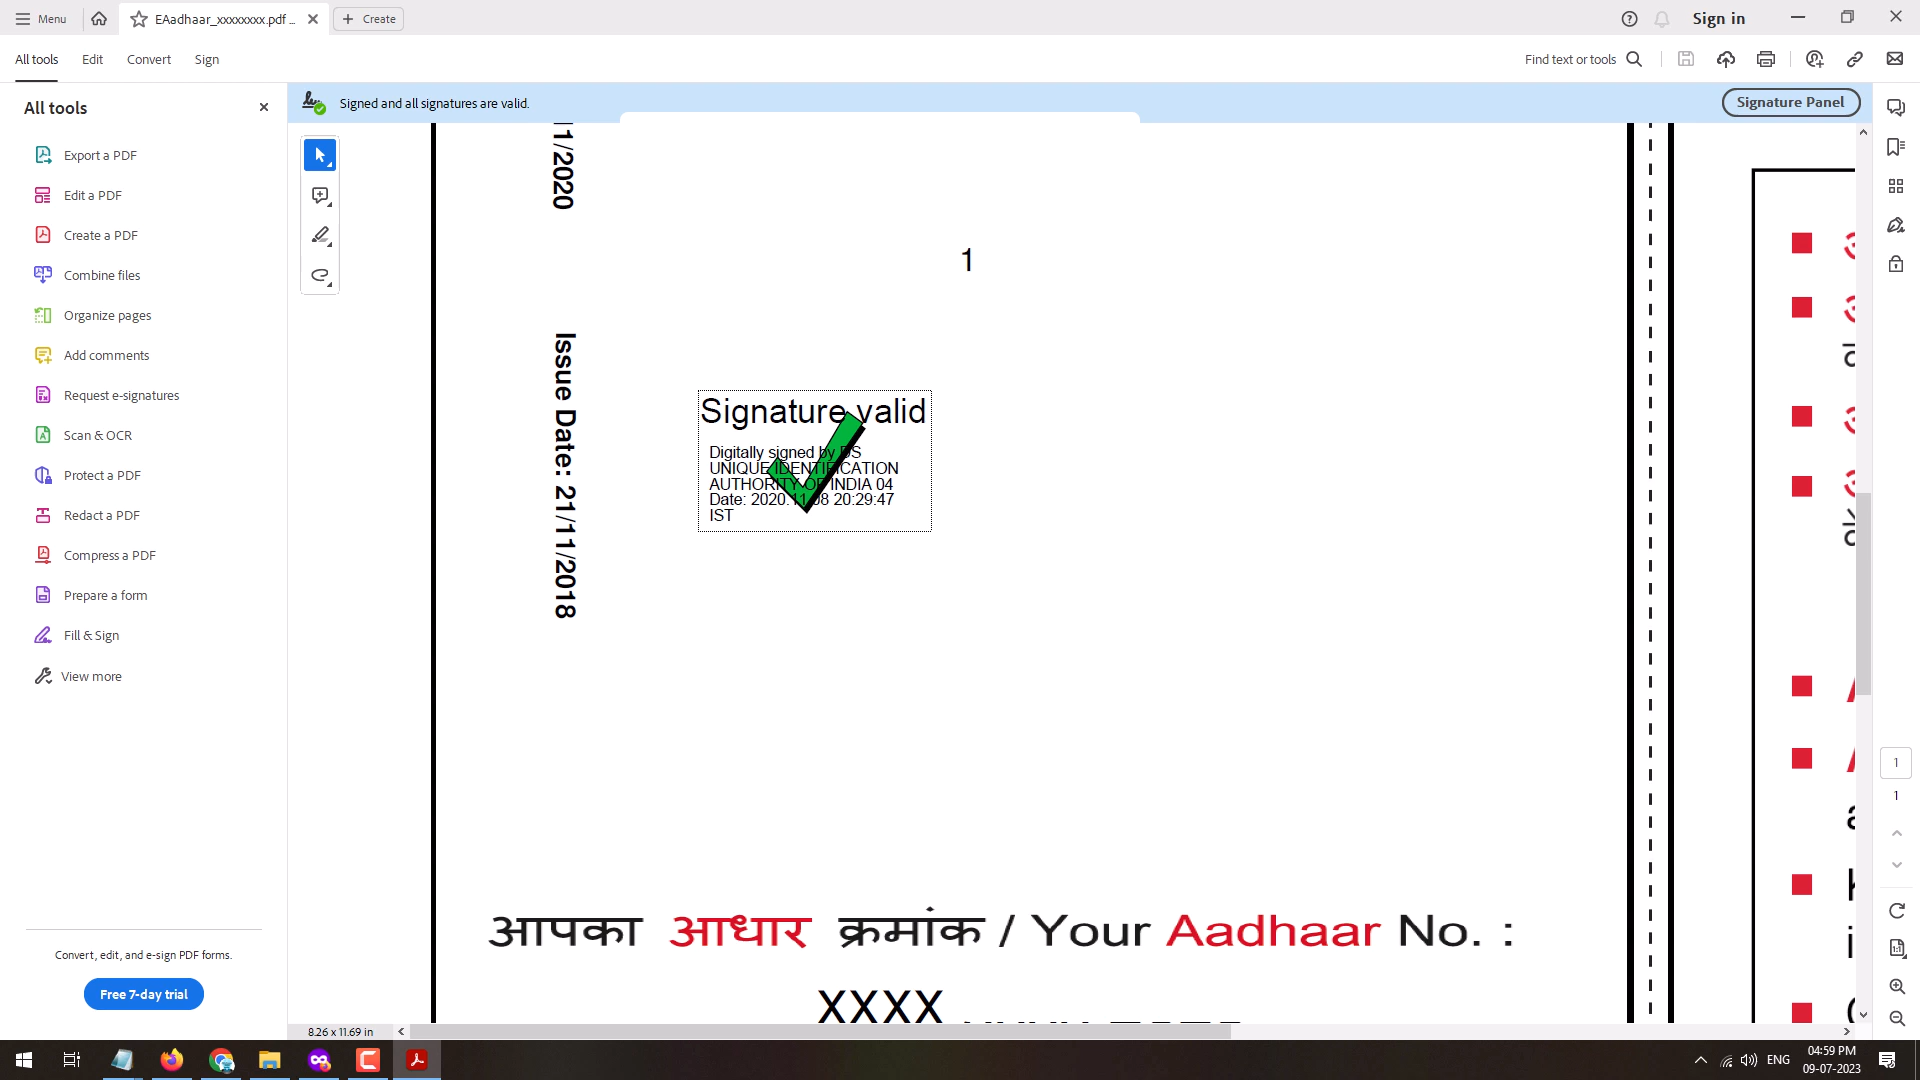 Menu
EAadhaar_xxxxxxxx.pdf ...
Create
Sign in
All tools
Edit
Convert
Sign
Find text or tools
All tools
Signed and all signatures are valid.
Signature Panel
Export a PDF
Edit a PDF
Create a PDF
Combine files
Organize pages
Add comments
Request e-signatures
Scan & OCR
Protect a PDF
Redact a PDF
Compress a PDF
Prepare a form
Fill & Sign
View more
Convert, edit, and e-sign PDF forms.
Free 7-day trial
11/2020
Issue Date: 21/11/2018
1
Signature valid
Digitally signed by DS
UNIQUE IDENTIFICATION
AUTHORITY OF INDIA 04
Date: 2020.11.08 20:29:47
IST
आपका आधार क्रमांक / Your Aadhaar No. :
XXXX
1
1
8.26 x 11.69 in
ENG
04:59 PM
09-07-2023